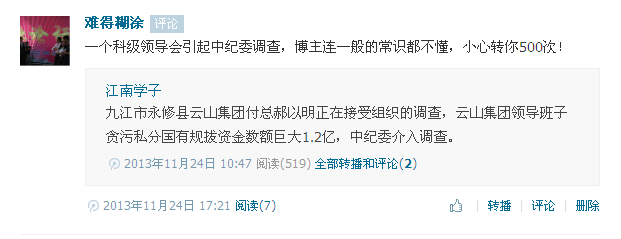 难得糊涂 评论
一个科级领导会引起中纪委调查，博主连一般的常识都不懂，小心转你500次！
江南学子
九江市永修县云山集团付总郝以明正在接受组织的调查，云山集团领导班子
贪污私分国有规拔资金数额巨大1.2亿，中纪委介入调查。
2013年11月24日 10:47 阅读(519) 全部转播和评论(2)
2013年11月24日 17:21 阅读(7) 转播 评论 删除